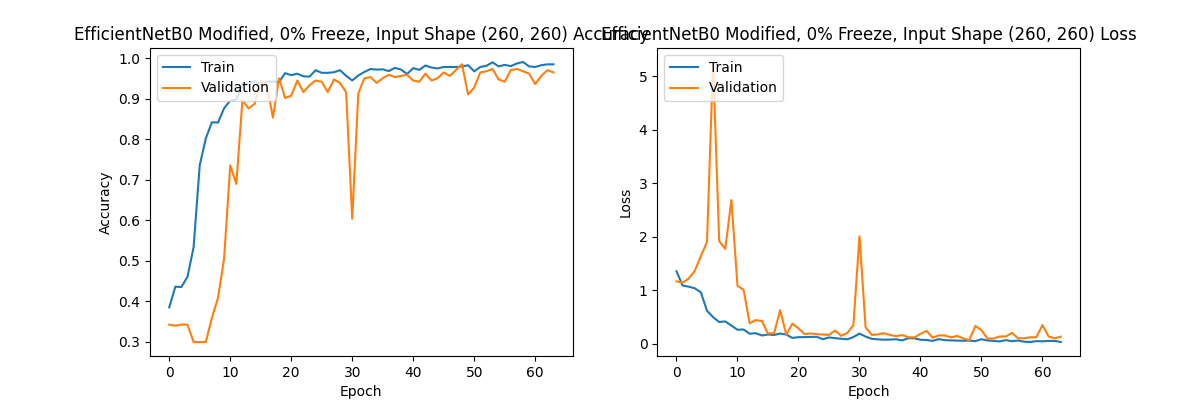 EfficientNetB0 Modified, 0% Freeze, Input Shape (260, 260) Accuracy
1.0
0.9
0.8
0.7
0.6
0.5
0.4
0.3
Accuracy
Train
Validation
0 10 20 30 40 50 60
Epoch
EfficientNetB0 Modified, 0% Freeze, Input Shape (260, 260) Loss
5
4
3
2
1
0
Loss
Train
Validation
0 10 20 30 40 50 60
Epoch